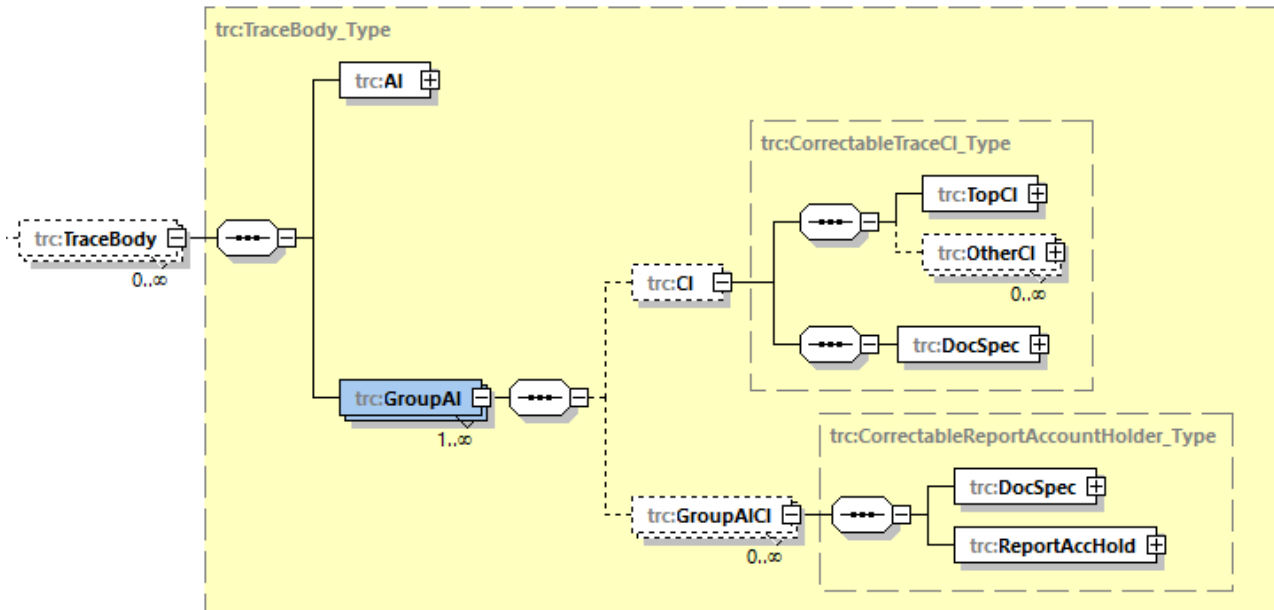 trc:TraceBody_Type
trc:AI
trc:CorrectableTraceCI_Type
trc:TopCI
trc:TraceBody
0..∞
trc:OtherCI
0..∞
trc:CI
trc:DocSpec
trc:GroupAI
1..∞
trc:CorrectableReportAccountHolder_Type
trc:DocSpec
trc:GroupAICI
0..∞
trc:ReportAccHold